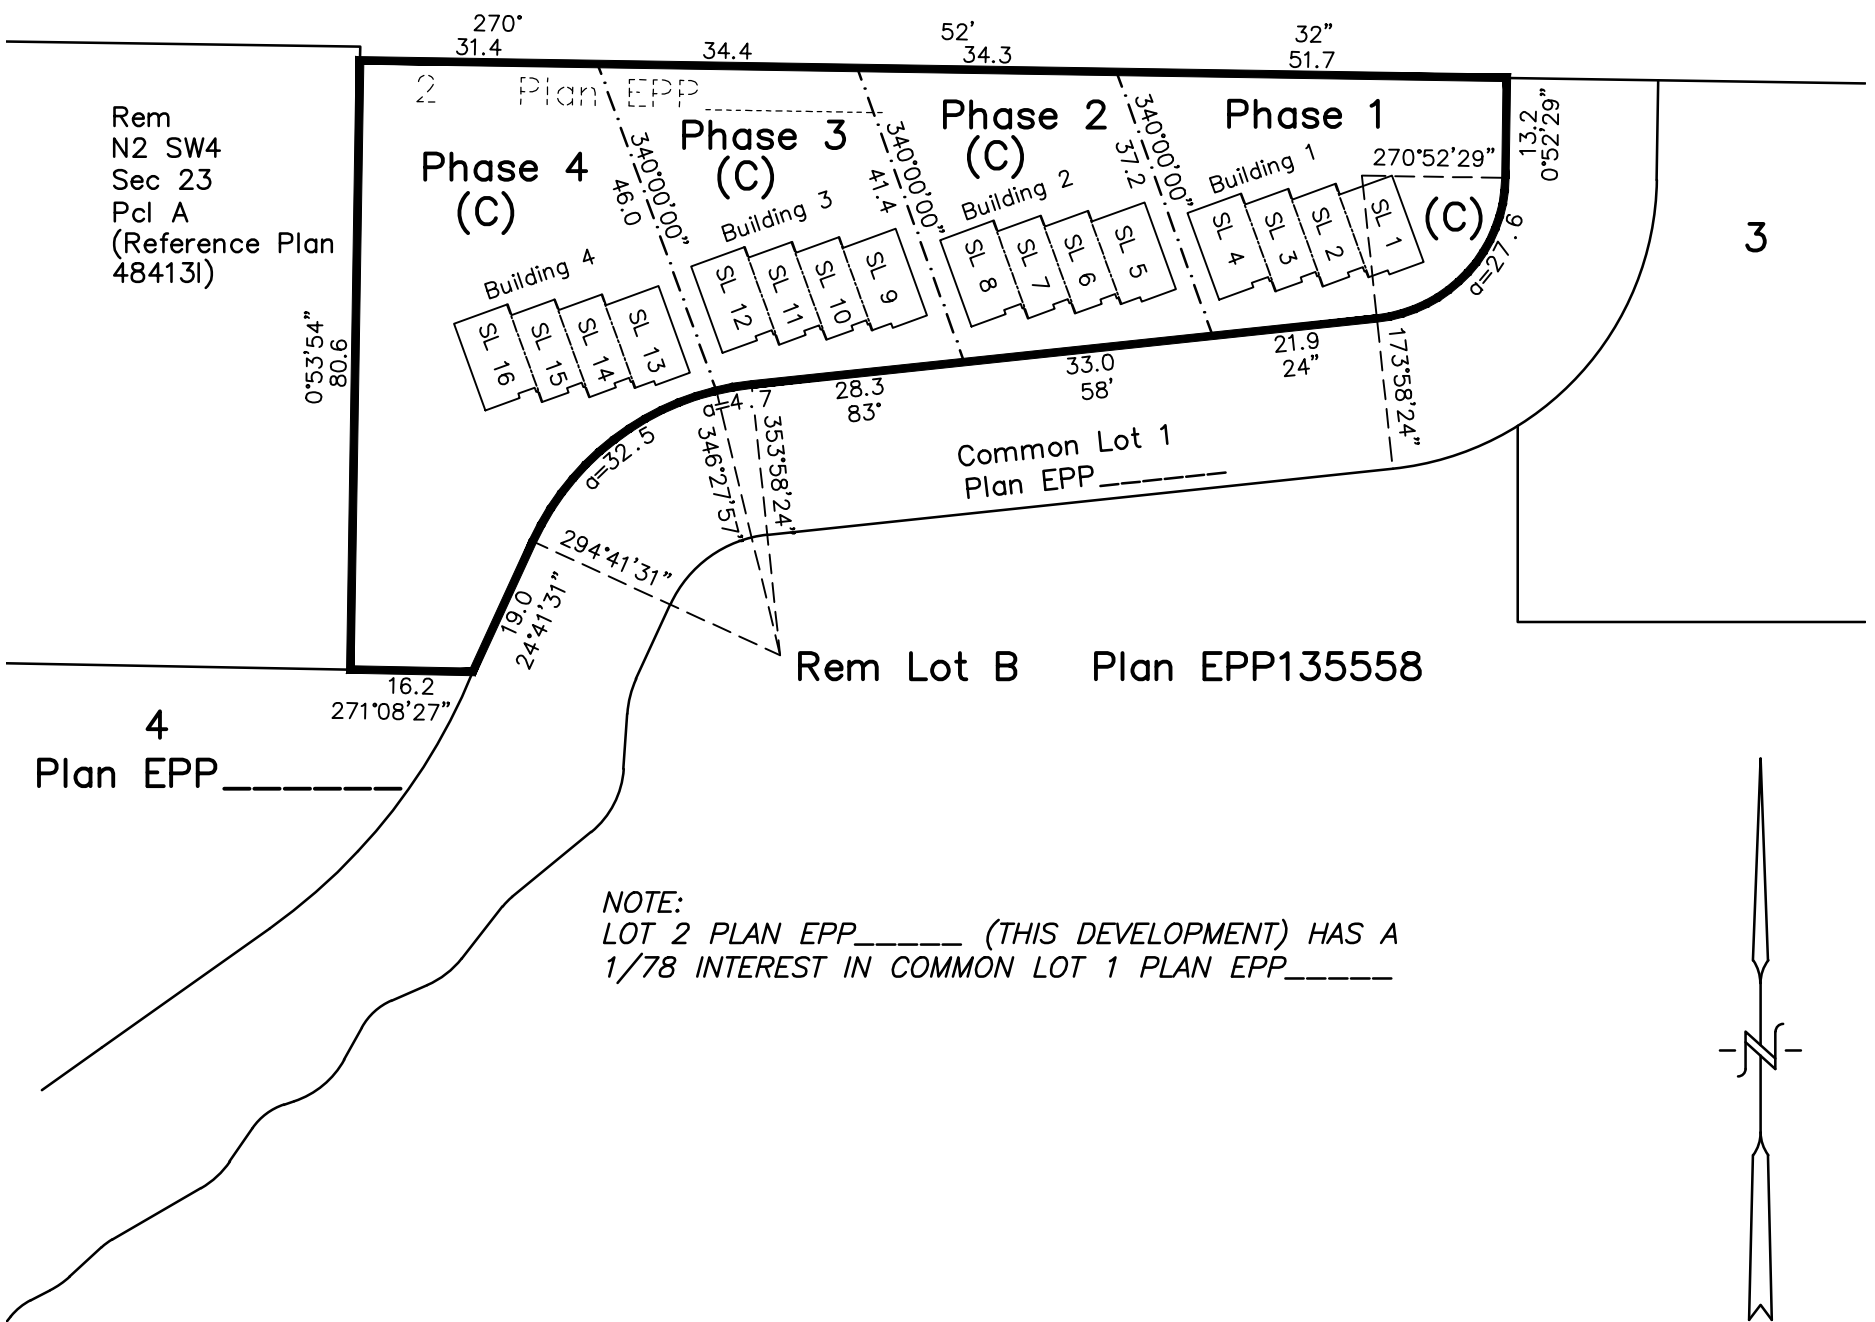 270° 52' 32"
31.4 34.4 34.3 51.7
2 Plan EPP______
Rem
N2 SW4
Sec 23
Pcl A
(Reference Plan
48413I)
0°53'54"
80.6
Phase 4
(C)
Building 4
SL 16
SL 15
SL 14
SL 13
340°00'00"
46.0
Phase 3
(C)
Building 3
SL 12
SL 11
SL 10
SL 9
340°00'00"
41.4
Phase 2
(C)
Building 2
SL 8
SL 7
SL 6
SL 5
340°00'00"
37.2
Phase 1
Building 1
SL 4
SL 3
SL 2
SL 1
(C)
270°52'29"
13.2
0°52'29"
a=27.6
3
21.9
24"
173°58'24"
33.0
58'
28.3
83°
a=4.7
353°58'24"
346°27'57"
a=32.5
294°41'31"
19.0
24°41'31"
Common Lot 1
Plan EPP______
16.2
271°08'27"
Rem Lot B Plan EPP135558
4
Plan EPP______
NOTE:
LOT 2 PLAN EPP_____ (THIS DEVELOPMENT) HAS A
1/78 INTEREST IN COMMON LOT 1 PLAN EPP_____
N